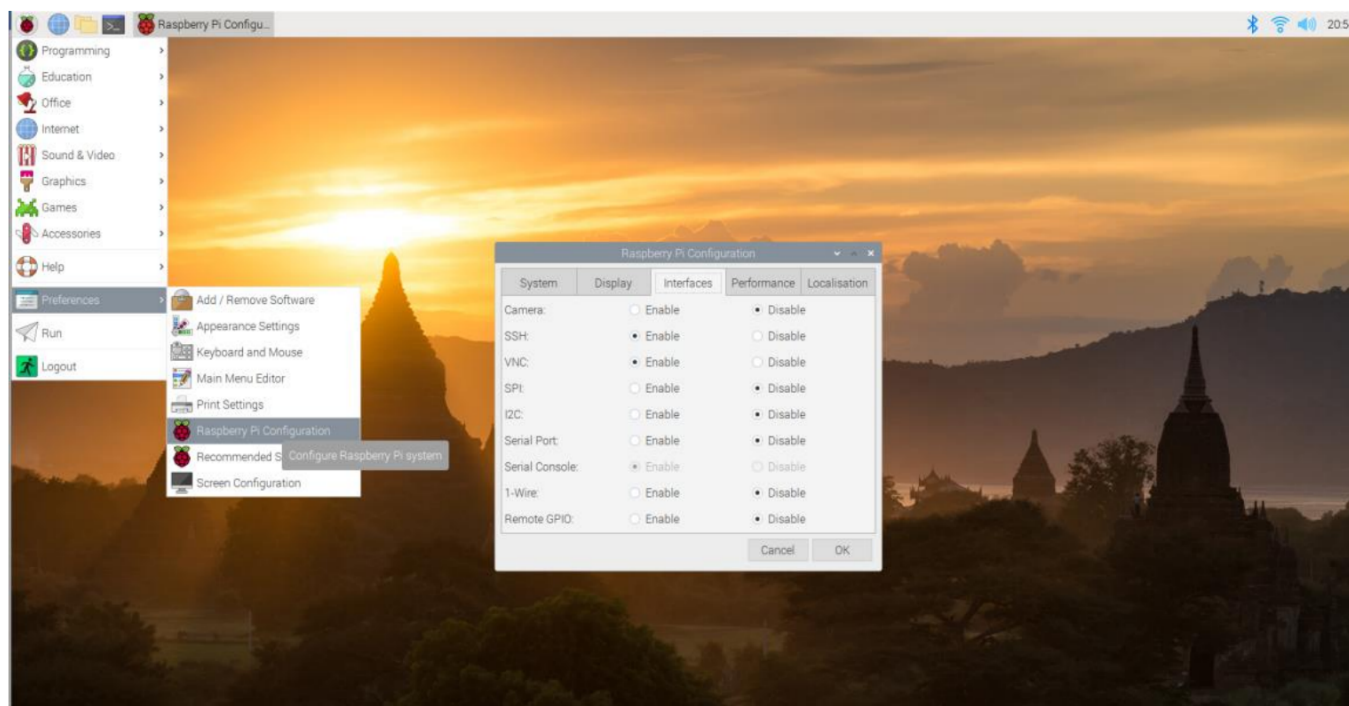 Raspberry Pi Configu...
20:5
Programming
Education
Office
Internet
Sound & Video
Graphics
Games
Accessories
Help
Preferences
Run
Logout
Add / Remove Software
Appearance Settings
Keyboard and Mouse
Main Menu Editor
Print Settings
Raspberry Pi Configuration
Recommended S
Configure Raspberry Pi system
Screen Configuration
Raspberry Pi Configuration
System Display Interfaces Performance Localisation
Camera: Enable Disable
SSH: Enable Disable
VNC: Enable Disable
SPI: Enable Disable
I2C: Enable Disable
Serial Port: Enable Disable
Serial Console: Enable Disable
1-Wire: Enable Disable
Remote GPIO: Enable Disable
Cancel OK